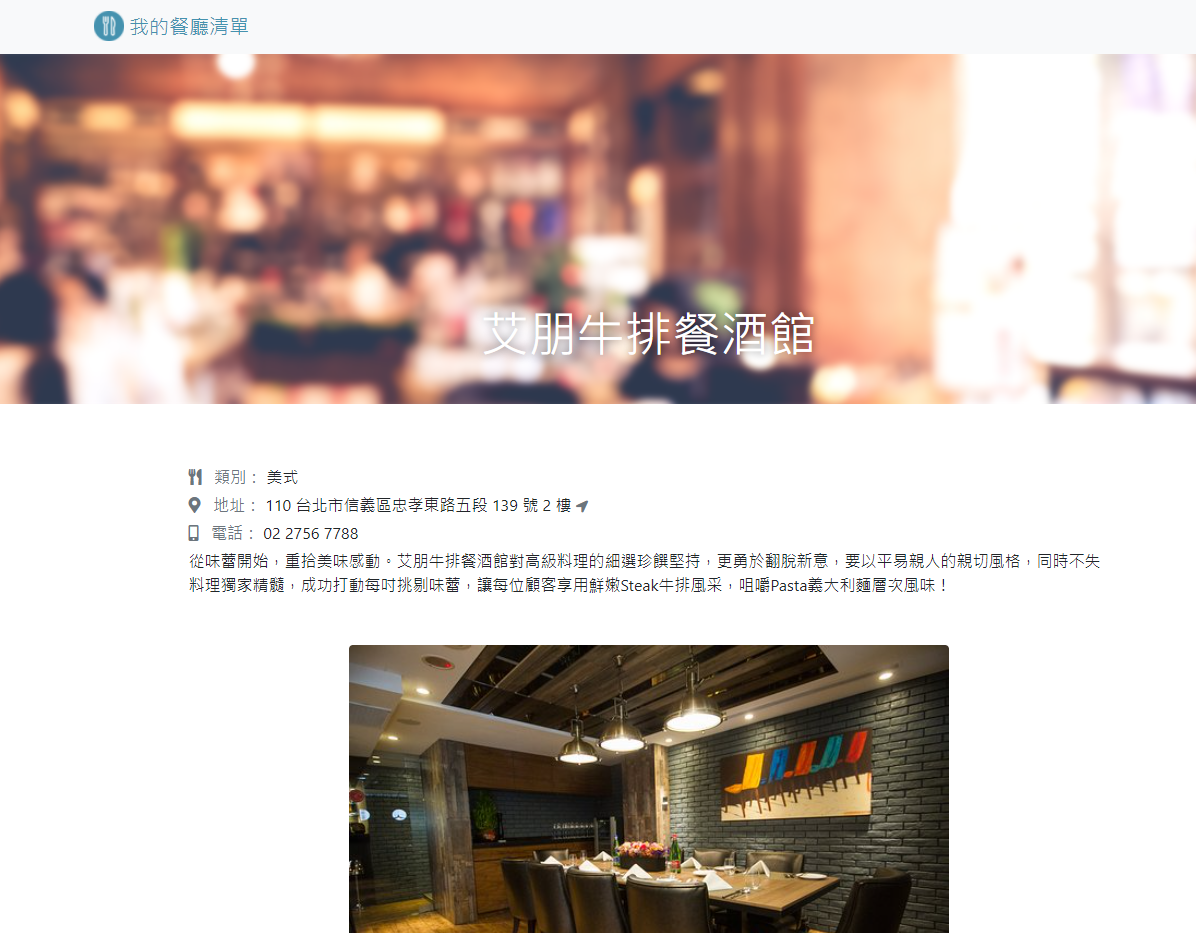 我的餐廳清單
艾朋牛排餐酒館
類別： 美式
地址： 110 台北市信義區忠孝東路五段 139 號 2 樓
電話： 02 2756 7788
從味蕾開始，重拾美味感動。艾朋牛排餐酒館對高級料理的細選珍饌堅持，更勇於翻脫新意，要以平易親人的親切風格，同時不失
料理獨家精髓，成功打動每吋挑剔味蕾，讓每位顧客享用鮮嫩Steak牛排風采，咀嚼Pasta義大利麵層次風味！